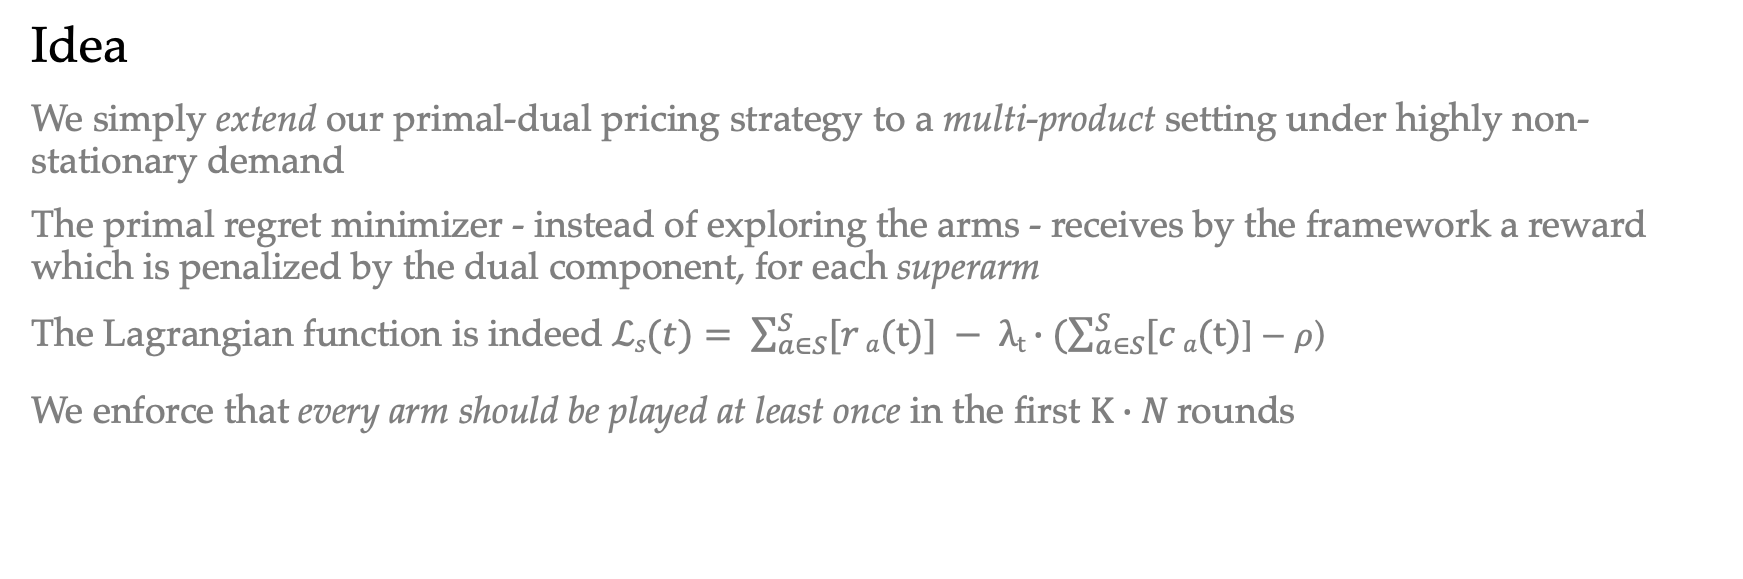 Idea
We simply extend our primal-dual pricing strategy to a multi-product setting under highly non-
stationary demand
The primal regret minimizer - instead of exploring the arms - receives by the framework a reward
which is penalized by the dual component, for each superarm
The Lagrangian function is indeed ℒₛ(t) = ∑ᔆₐ∈S[r ₐ(t)] − λₜ · (∑ᔆₐ∈S[c ₐ(t)] − ρ)
We enforce that every arm should be played at least once in the first K · N rounds